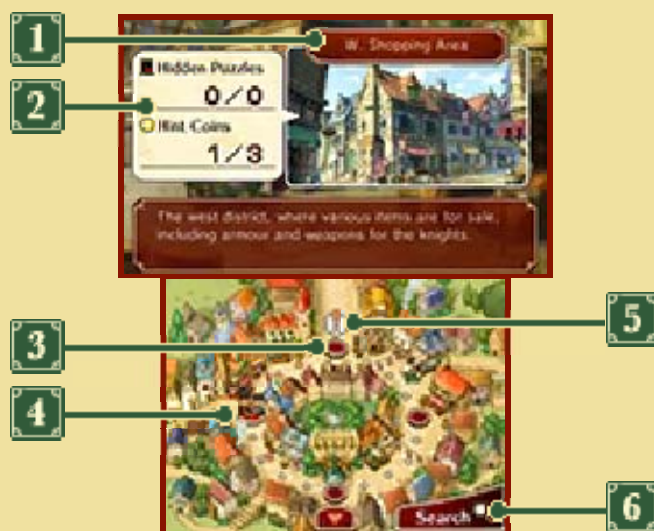 1
W. Shopping Area
Hidden Puzzles
0/0
2
Hint Coins
1/3
The west district, where various items are for sale,
including armour and weapons for the knights.
5
3
4
Search
6